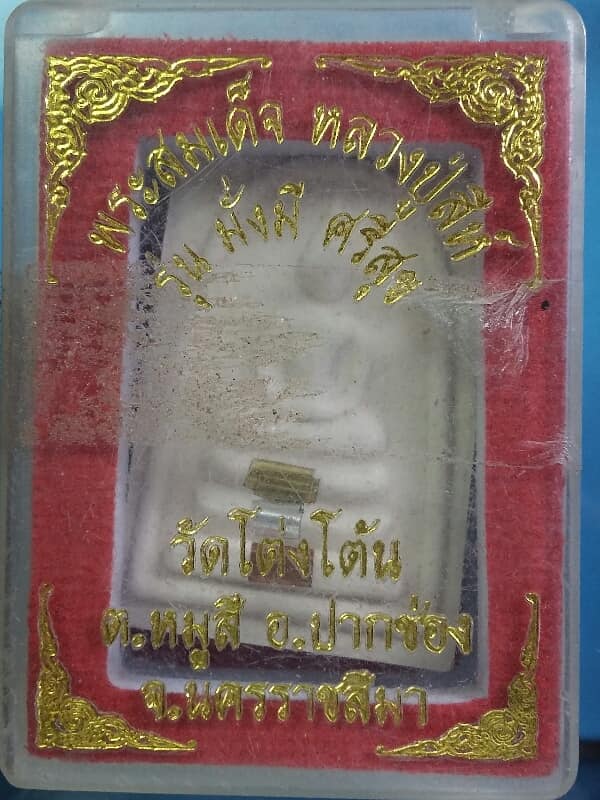 พระสมเด็จ หลวงปู่สีห์
รุ่น มั่งมี ศรีสุข
วัดโต่งโต้น
ต.หมูสี อ.ปากช่อง
จ.นครราชสีมา